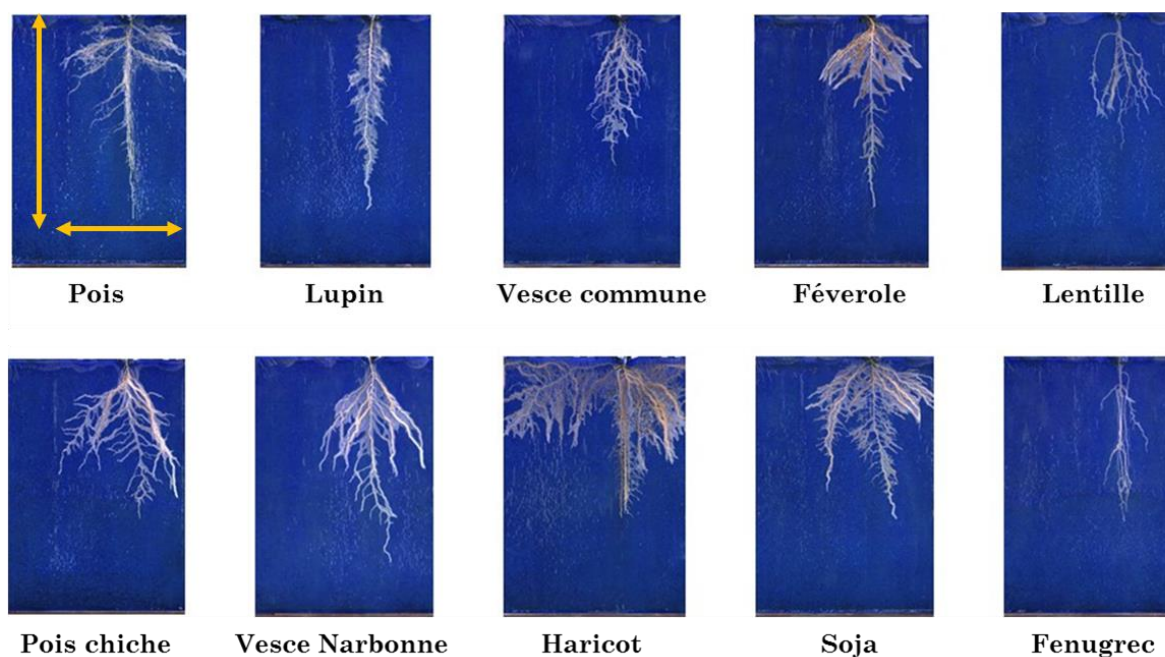 Pois
Lupin
Vesce commune
Féverole
Lentille
Pois chiche
Vesce Narbonne
Haricot
Soja
Fenugrec